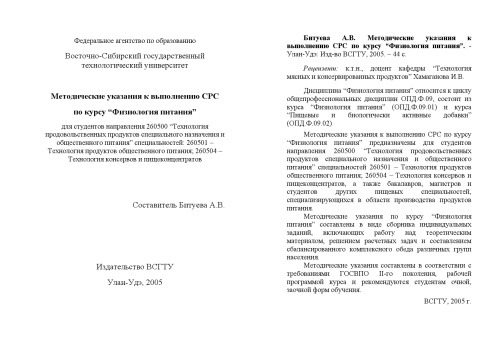 Федеральное агентство по образованию
Восточно-Сибирский государственный
технологический университет
Методические указания к выполнению СРС
по курсу “Физиология питания”
для студентов направления 260500 “Технология
продовольственных продуктов специального назначения и
общественного питания” специальностей: 260501 –
Технология продуктов общественного питания; 260504 –
Технология консервов и пищеконцентратов
Составитель Битуева А.В.
Издательство ВСГТУ
Улан-Удэ, 2005
Битуева А.В. Методические указания к
выполнению СРС по курсу “Физиология питания”. -
Улан-Удэ. Изд-во ВСГТУ, 2005. – 44 с.
Рецензент: к.т.н., доцент кафедры “Технология
мясных и консервированных продуктов” Хамаганова И.В.
Дисциплина “Физиология питания” относится к циклу
общепрофессиональных дисциплин ОПД.Ф.09, состоит из
курса “Физиология питания” (ОПД.Ф.09.01) и курса
“Пищевые и биологически активные добавки”
(ОПД.Ф.09.02)
Методические указания к выполнению СРС по курсу
“Физиология питания” предназначены для студентов
направления 260500 “Технология продовольственных
продуктов специального назначения и общественного
питания” специальностей 260501 – Технология продуктов
общественного питания; 260504 – Технология консервов и
пищеконцентратов, а также бакалавров, магистров и
студентов других пищевых специальностей,
специализирующихся в области производства продуктов
питания.
Методические указания по курсу “Физиология
питания” составлены в виде сборника индивидуальных
заданий, включающих работу над теоретическим
материалом, решением расчетных задач и составлением
сбалансированного комплексного обеда различных групп
населения.
Методические указания составлены в соответствии с
требованиями ГОСВПО II-го поколения, рабочей
программой курса и рекомендуются студентам очной,
заочной форм обучения.
ВСГТУ, 2005 г.